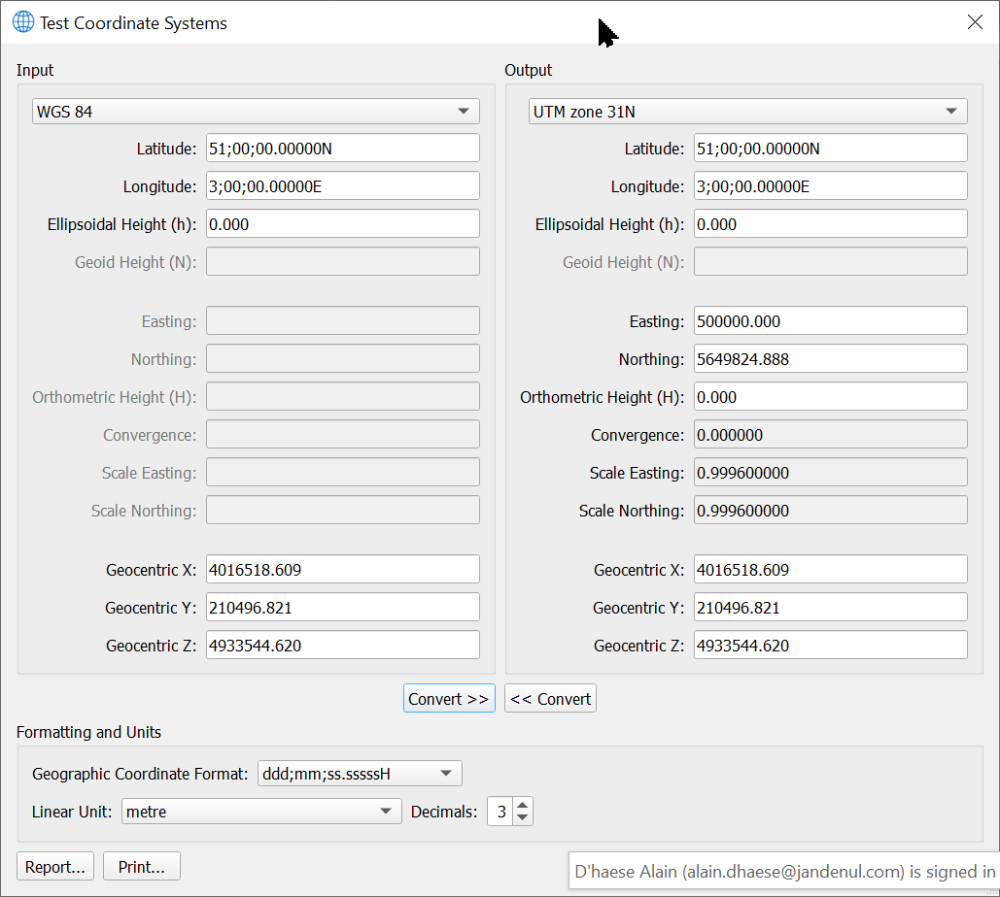 Test Coordinate Systems
Input
WGS 84
Latitude: 51;00;00.00000N
Longitude: 3;00;00.00000E
Ellipsoidal Height (h): 0.000
Geoid Height (N):
Easting:
Northing:
Orthometric Height (H):
Convergence:
Scale Easting:
Scale Northing:
Geocentric X: 4016518.609
Geocentric Y: 210496.821
Geocentric Z: 4933544.620
Output
UTM zone 31N
Latitude: 51;00;00.00000N
Longitude: 3;00;00.00000E
Ellipsoidal Height (h): 0.000
Geoid Height (N):
Easting: 500000.000
Northing: 5649824.888
Orthometric Height (H): 0.000
Convergence: 0.000000
Scale Easting: 0.999600000
Scale Northing: 0.999600000
Geocentric X: 4016518.609
Geocentric Y: 210496.821
Geocentric Z: 4933544.620
Convert >> << Convert
Formatting and Units
Geographic Coordinate Format: ddd;mm;ss.sssssH
Linear Unit: metre Decimals: 3
Report... Print...
D'haese Alain (alain.dhaese@jandenul.com) is signed in